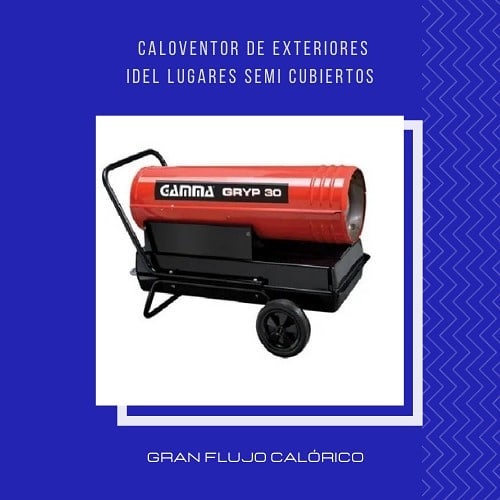 CALOVENTOR DE EXTERIORES
IDEL LUGARES SEMI CUBIERTOS
GAMMA GRYP 30
GRAN FLUJO CALÓRICO